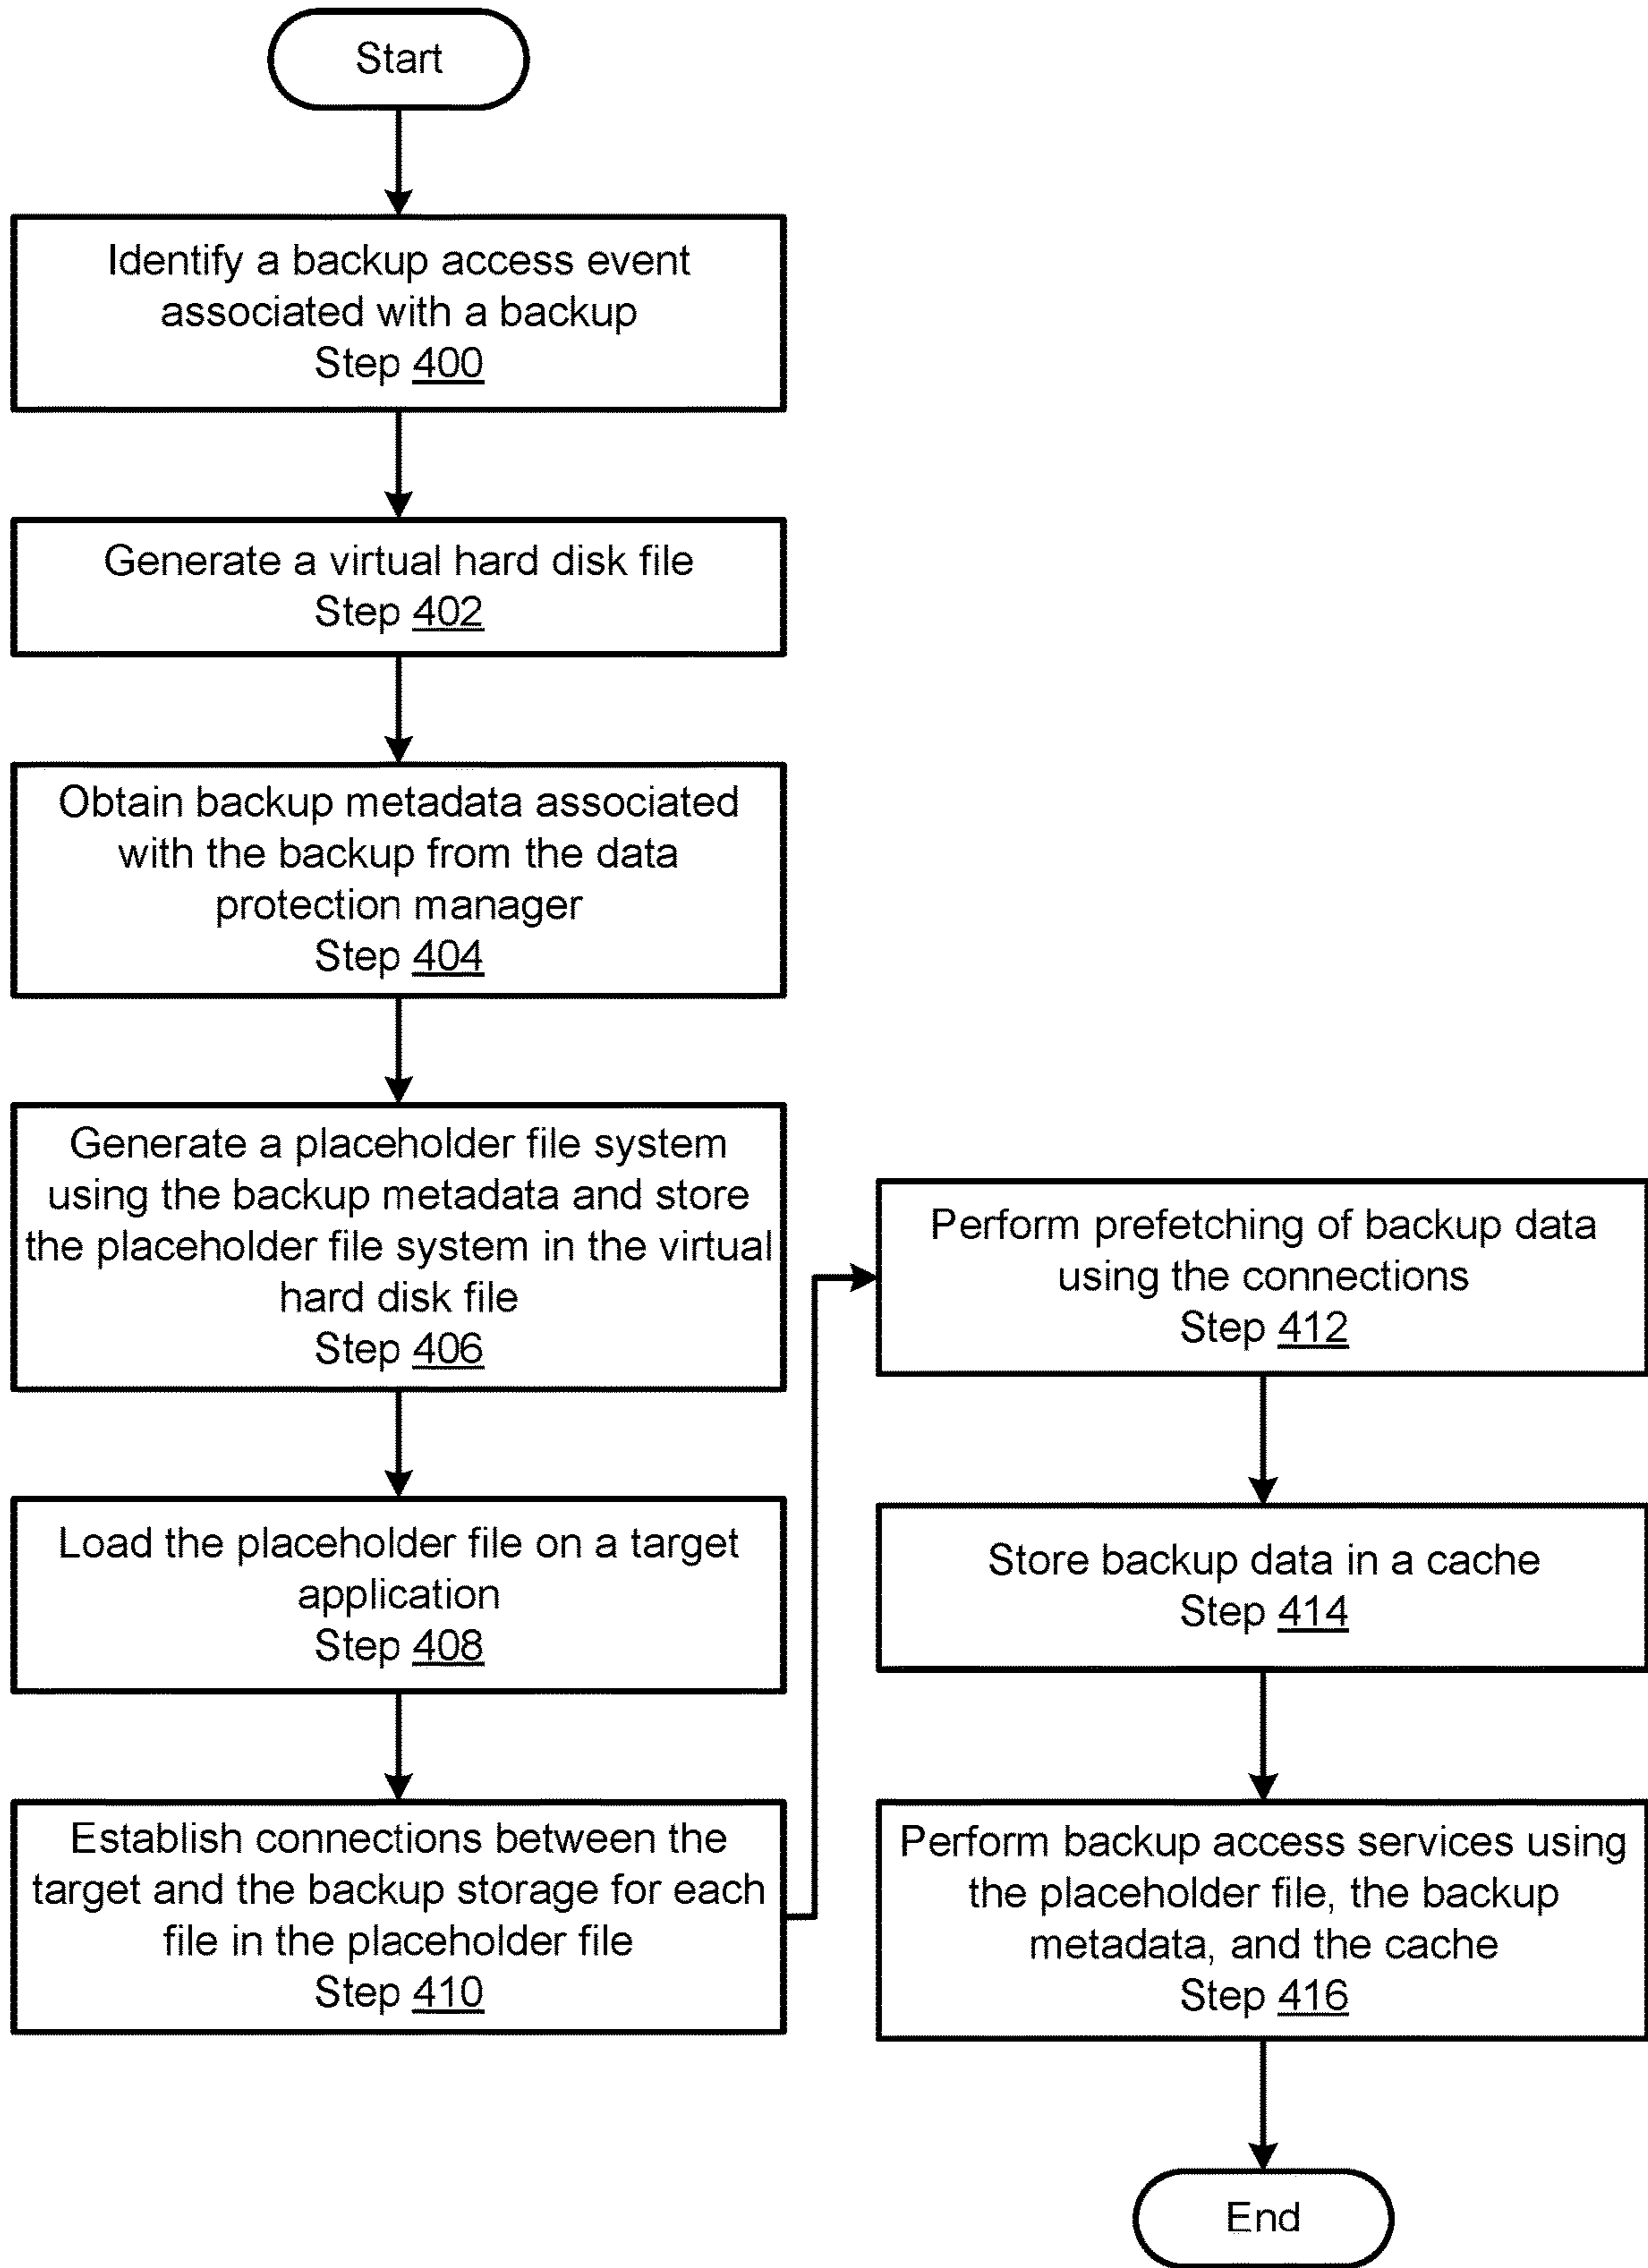 Start
Identify a backup access event
associated with a backup
Step 400
Generate a virtual hard disk file
Step 402
Obtain backup metadata associated
with the backup from the data
protection manager
Step 404
Generate a placeholder file system
using the backup metadata and store
the placeholder file system in the virtual
hard disk file
Step 406
Load the placeholder file on a target
application
Step 408
Establish connections between the
target and the backup storage for each
file in the placeholder file
Step 410
Perform prefetching of backup data
using the connections
Step 412
Store backup data in a cache
Step 414
Perform backup access services using
the placeholder file, the backup
metadata, and the cache
Step 416
End